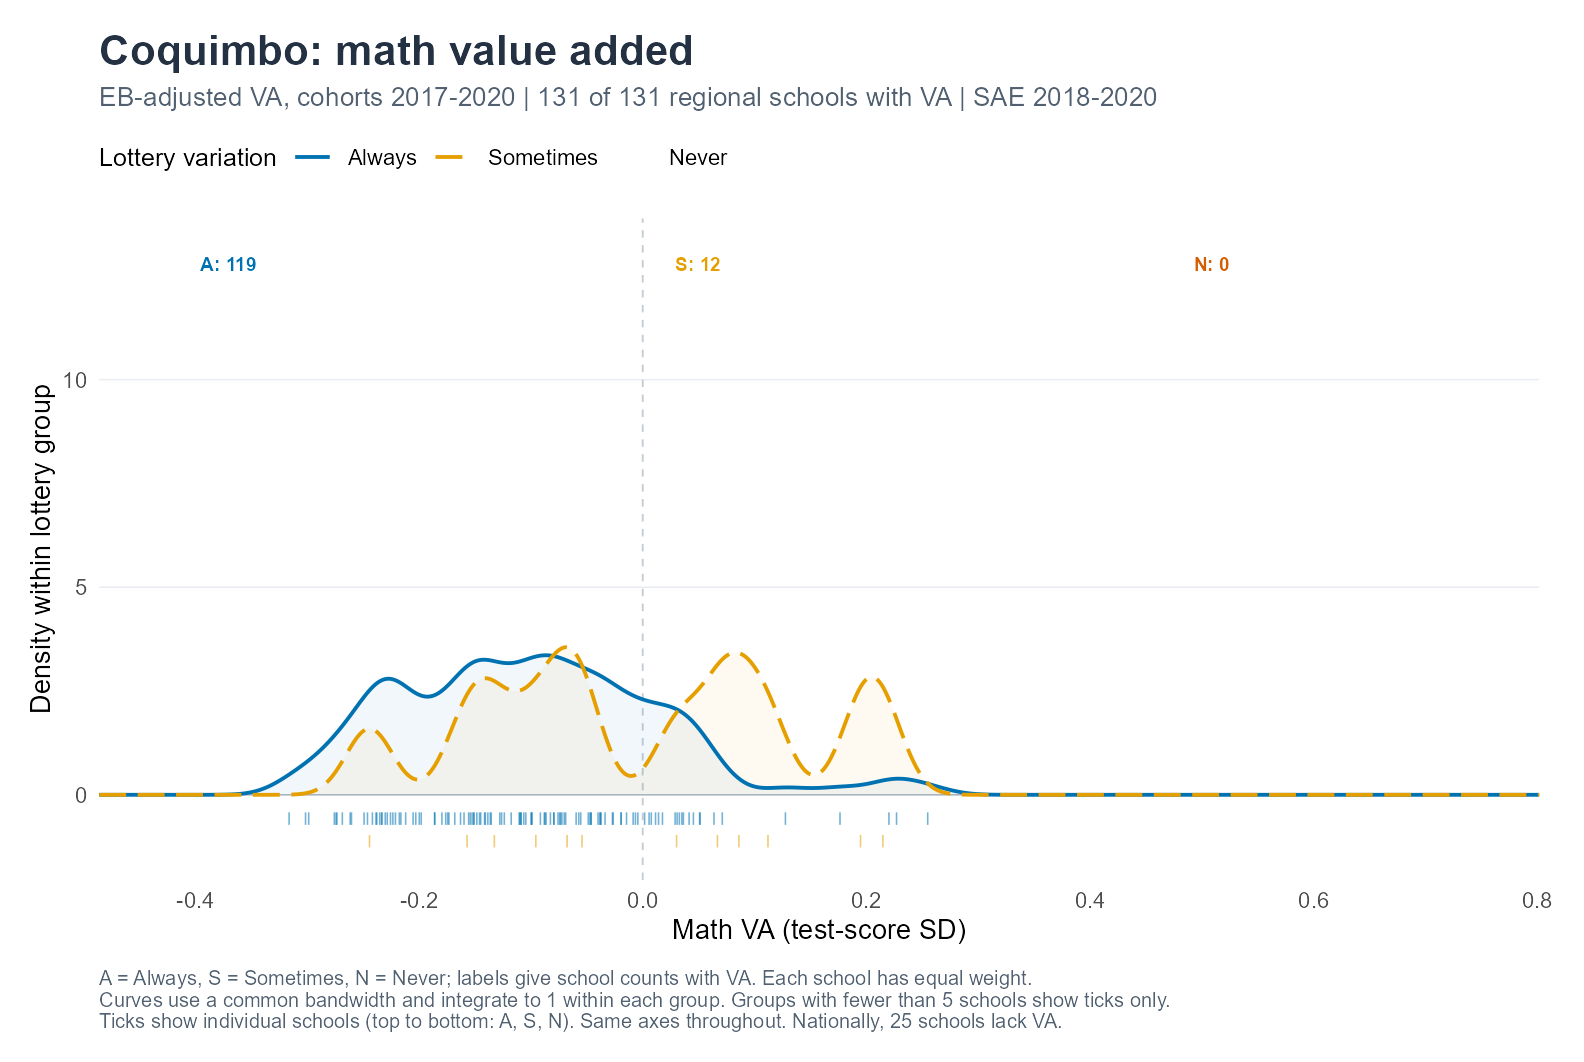 Coquimbo: math value added
EB-adjusted VA, cohorts 2017-2020 | 131 of 131 regional schools with VA | SAE 2018-2020
Lottery variation Always Sometimes Never
A: 119 S: 12 N: 0
Density within lottery group
10
5
0
-0.4 -0.2 0.0 0.2 0.4 0.6 0.8
Math VA (test-score SD)
A = Always, S = Sometimes, N = Never; labels give school counts with VA. Each school has equal weight.
Curves use a common bandwidth and integrate to 1 within each group. Groups with fewer than 5 schools show ticks only.
Ticks show individual schools (top to bottom: A, S, N). Same axes throughout. Nationally, 25 schools lack VA.